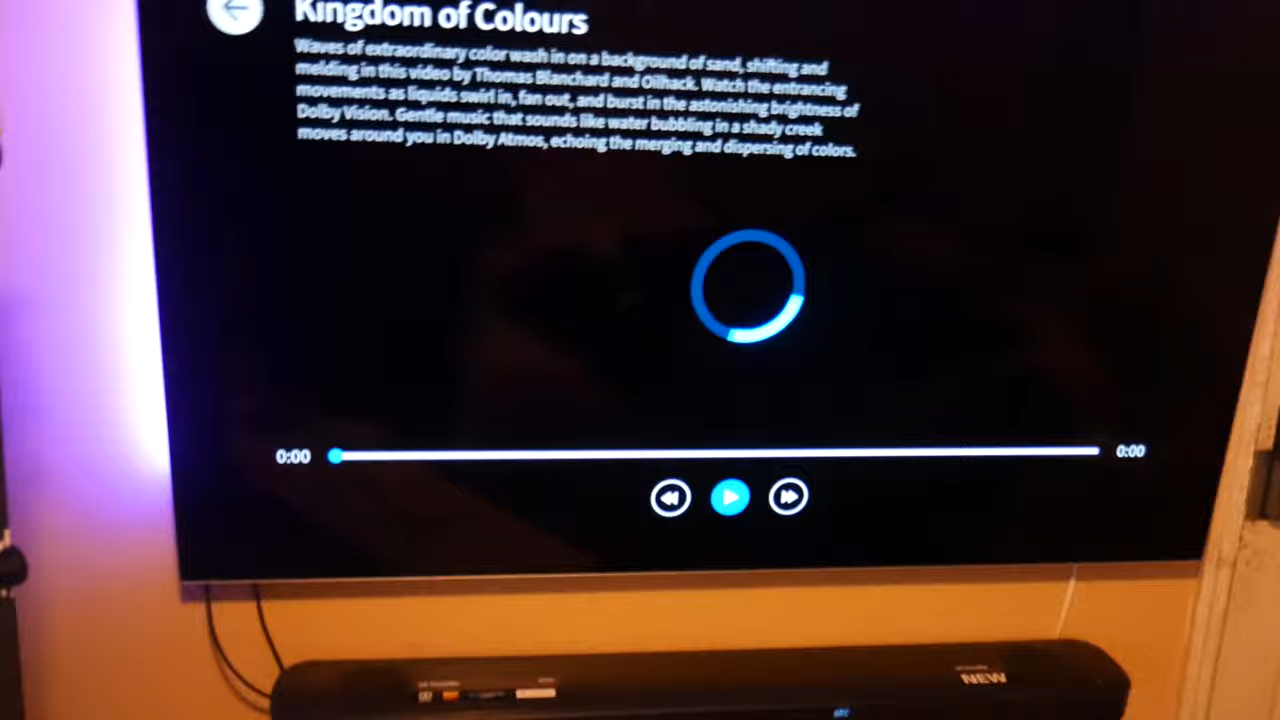 Kingdom of Colours
Waves of extraordinary color wash in on a background of sand, shifting and
melding in this video by Thomas Blanchard and Oilhack. Watch the entrancing
movements as liquids swirl in, fan out, and burst in the astonishing brightness of
Dolby Vision. Gentle music that sounds like water bubbling in a shady creek
moves around you in Dolby Atmos, echoing the merging and dispersing of colors.
0:00
0:00
NEW